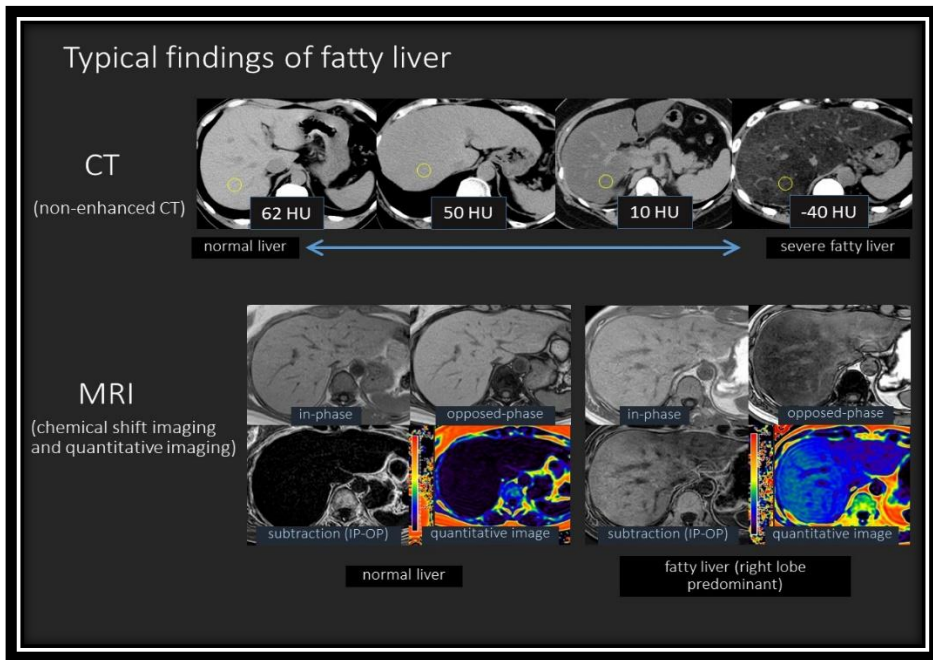 Typical findings of fatty liver
CT
(non-enhanced CT)
62 HU
50 HU
10 HU
-40 HU
normal liver
severe fatty liver
MRI
(chemical shift imaging
and quantitative imaging)
in-phase
opposed-phase
in-phase
opposed-phase
subtraction (IP-OP)
quantitative image
subtraction (IP-OP)
quantitative image
normal liver
fatty liver (right lobe
predominant)